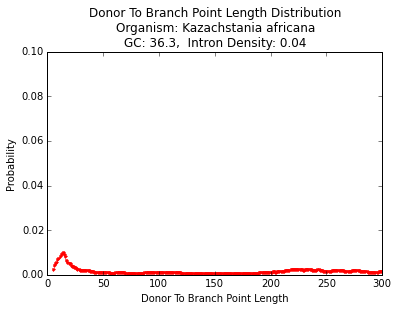 Donor To Branch Point Length Distribution
Organism: Kazachstania africana
GC: 36.3,  Intron Density: 0.04
0.10
0.08
0.06
0.04
0.02
0.00
Probability
0 50 100 150 200 250 300
Donor To Branch Point Length